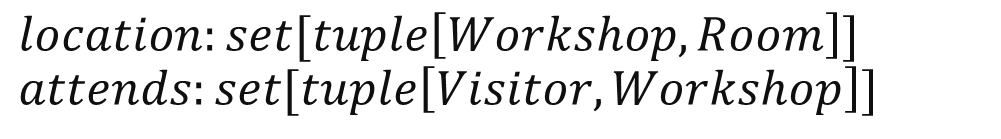 location: set[tuple[Workshop, Room]]
attends: set[tuple[Visitor, Workshop]]